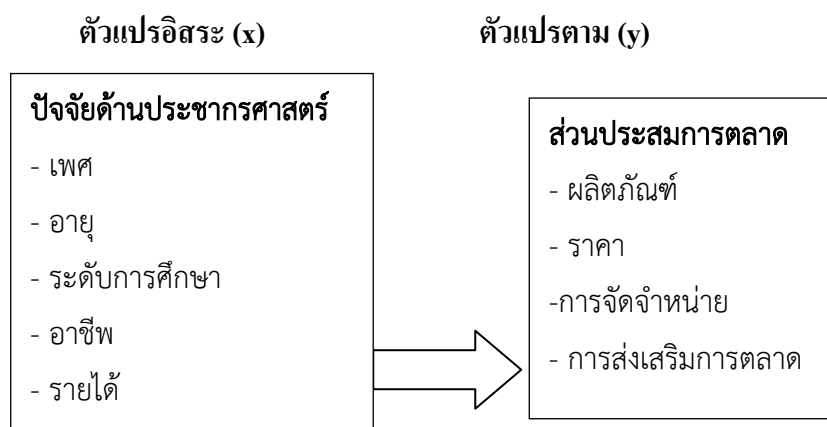 ตัวแปรอิสระ (x)
ตัวแปรตาม (y)
ปัจจัยด้านประชากรศาสตร์
- เพศ
- อายุ
- ระดับการศึกษา
- อาชีพ
- รายได้
ส่วนประสมการตลาด
- ผลิตภัณฑ์
- ราคา
-การจัดจำหน่าย
- การส่งเสริมการตลาด